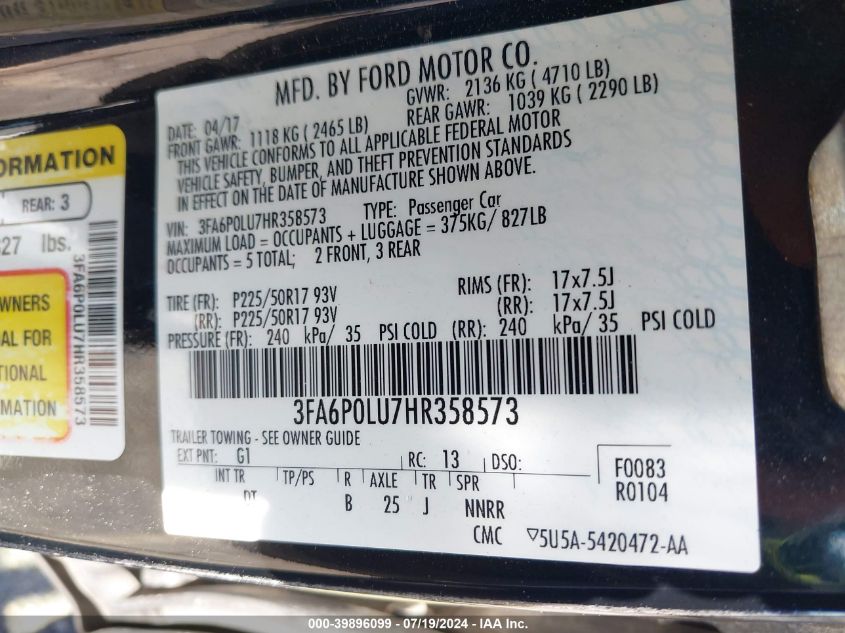 MFD. BY FORD MOTOR CO.
DATE: 04/17
GVWR: 2136 KG ( 4710 LB)
FRONT GAWR: 1118 KG ( 2465 LB)
REAR GAWR: 1039 KG ( 2290 LB)
THIS VEHICLE CONFORMS TO ALL APPLICABLE FEDERAL MOTOR
VEHICLE SAFETY, BUMPER, AND THEFT PREVENTION STANDARDS
IN EFFECT ON THE DATE OF MANUFACTURE SHOWN ABOVE.
VIN: 3FA6P0LU7HR358573 TYPE: Passenger Car
MAXIMUM LOAD = OCCUPANTS + LUGGAGE = 375KG/ 827LB
OCCUPANTS = 5 TOTAL; 2 FRONT, 3 REAR
TIRE (FR): P225/50R17 93V RIMS (FR): 17x7.5J
(RR): P225/50R17 93V (RR): 17x7.5J
PRESSURE (FR): 240 kPa/ 35 PSI COLD (RR): 240 kPa/ 35 PSI COLD
3FA6P0LU7HR358573
TRAILER TOWING - SEE OWNER GUIDE
EXT PNT: G1 RC: 13 DSO:
INT TR TP/PS R AXLE TR SPR
DT B 25 J NNRR
F0083
R0104
CMC ▽5U5A-5420472-AA
ORMATION
REAR: 3
27 lbs.
WNERS
AL FOR
TIONAL
RMATION
3FA6P0LU7HR358573
000-39896099 - 07/19/2024 - IAA Inc.